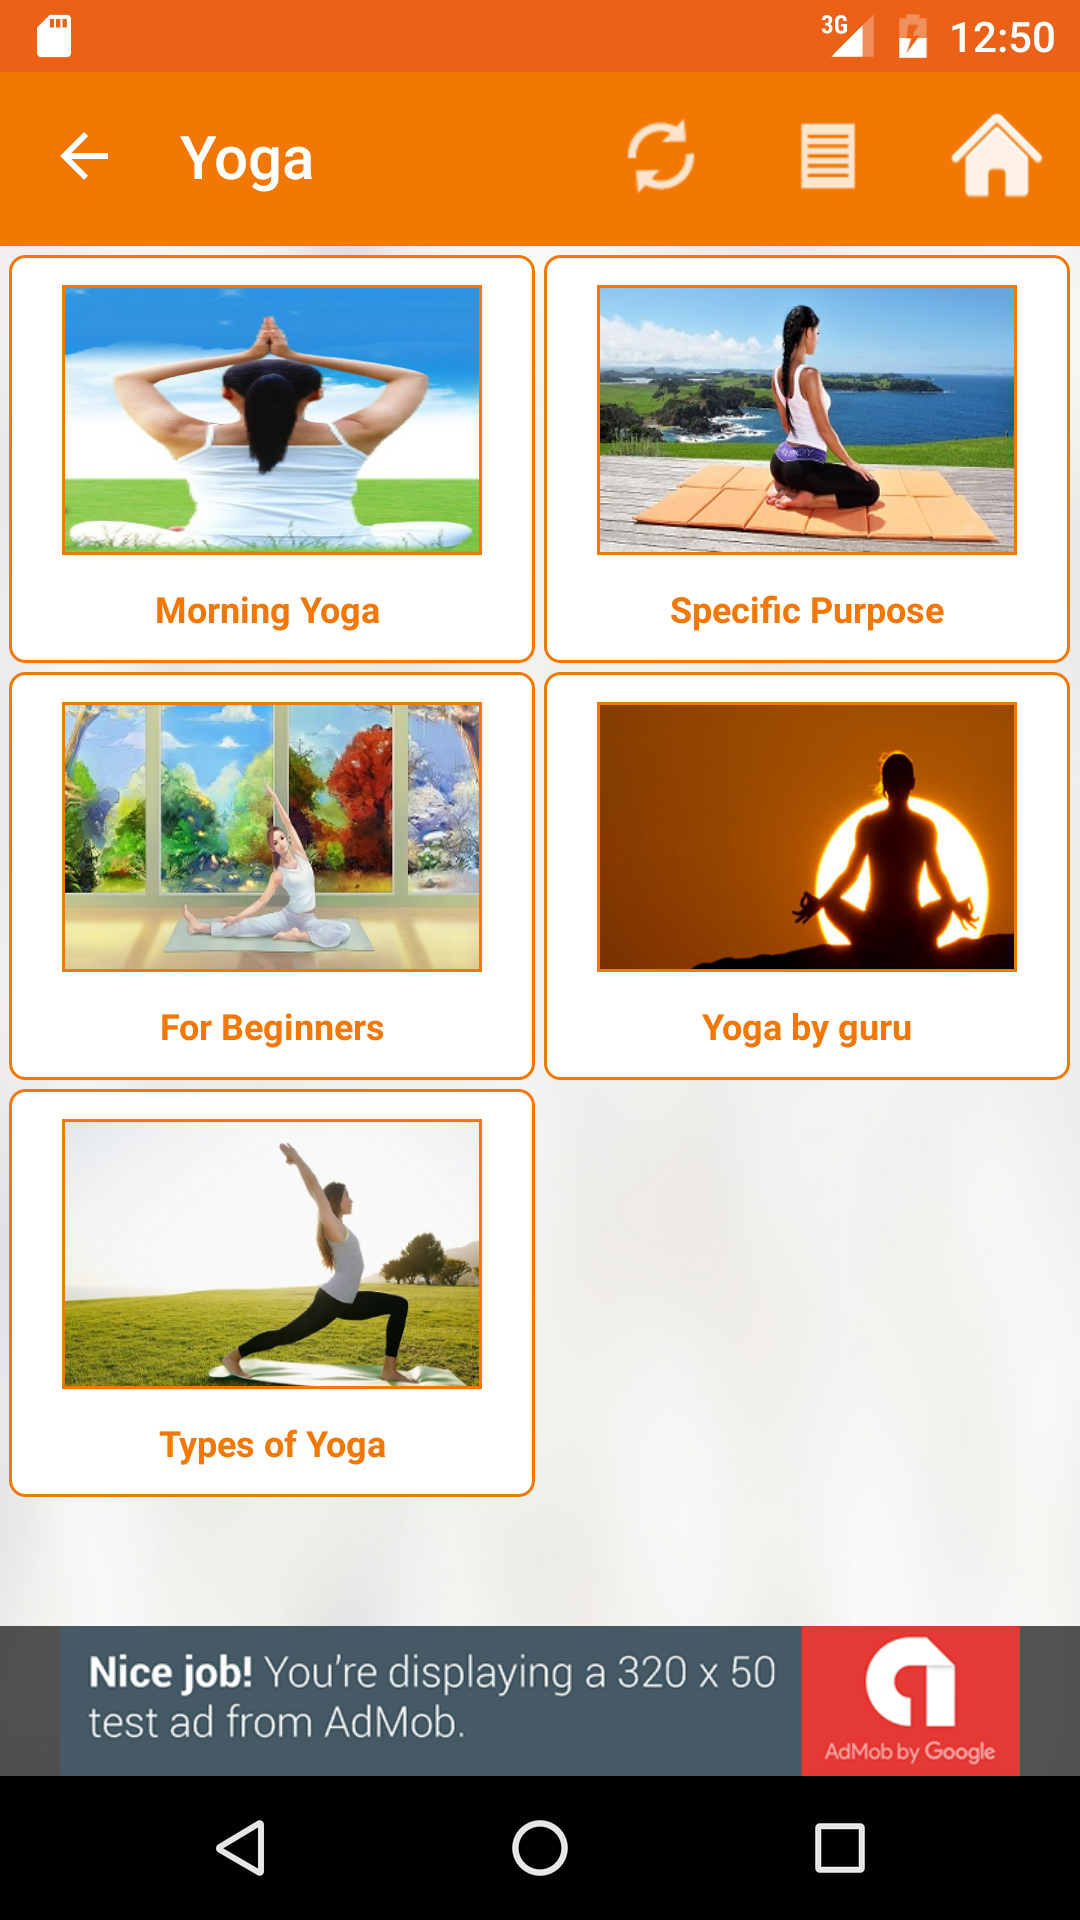 3G 12:50
Yoga
Morning Yoga
Specific Purpose
For Beginners
Yoga by guru
Types of Yoga
Nice job! You're displaying a 320 x 50
test ad from AdMob.
AdMob by Google